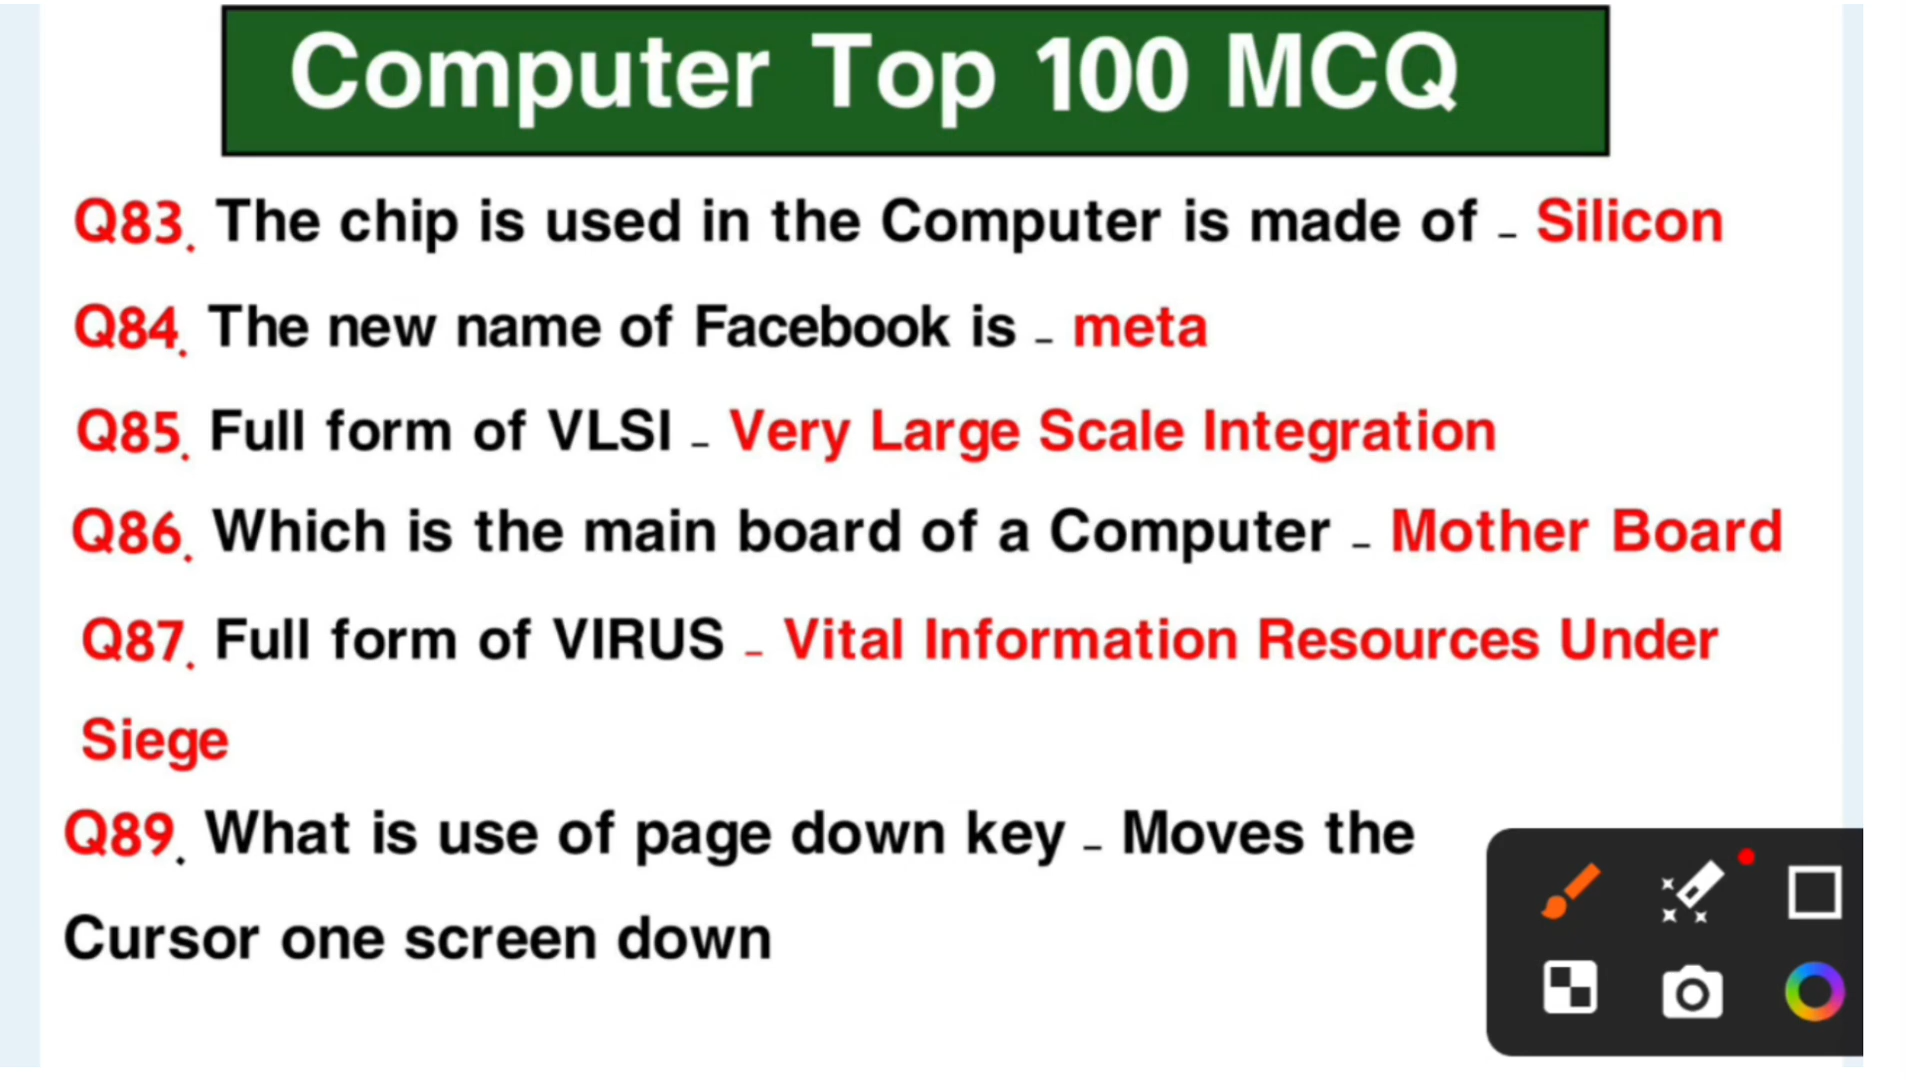 Computer Top 100 MCQ
Q83. The chip is used in the Computer is made of - Silicon
Q84. The new name of Facebook is - meta
Q85. Full form of VLSI - Very Large Scale Integration
Q86. Which is the main board of a Computer - Mother Board
Q87. Full form of VIRUS - Vital Information Resources Under
Siege
Q89. What is use of page down key - Moves the
Cursor one screen down